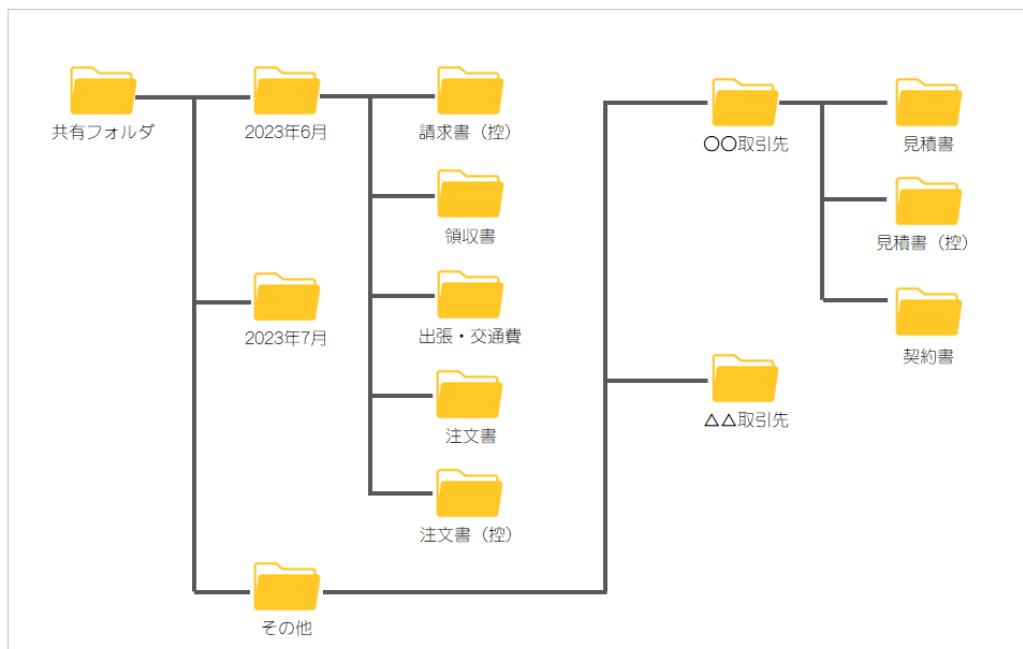 共有フォルダ
2023年6月
請求書（控）
領収書
出張・交通費
注文書
注文書（控）
2023年7月
その他
〇〇取引先
見積書
見積書（控）
契約書
△△取引先